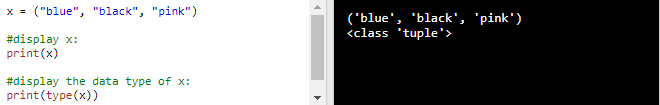 x = ("blue", "black", "pink")
#display x:
print(x)
#display the data type of x:
print(type(x))
('blue', 'black', 'pink')
<class 'tuple'>